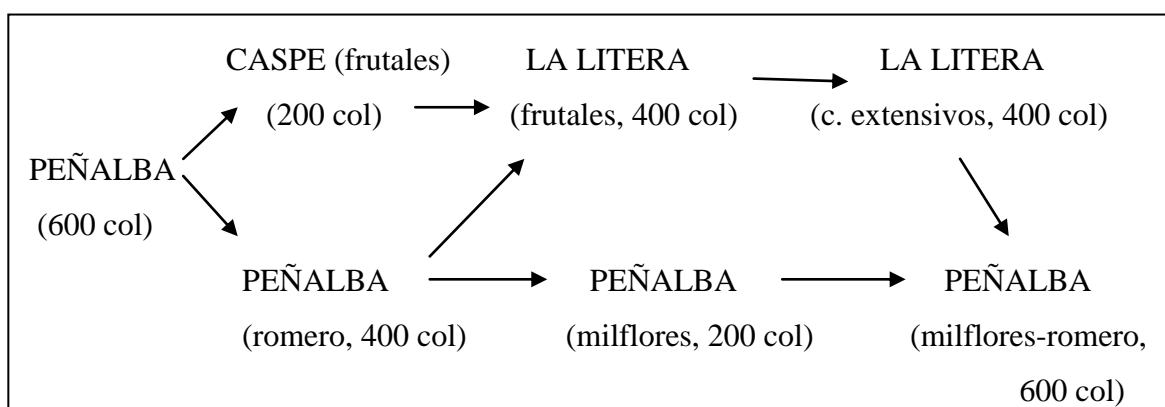 CASPE (frutales)
(200 col)
LA LITERA
(frutales, 400 col)
LA LITERA
(c. extensivos, 400 col)
PEÑALBA
(600 col)
PEÑALBA
(romero, 400 col)
PEÑALBA
(milflores, 200 col)
PEÑALBA
(milflores-romero,
600 col)